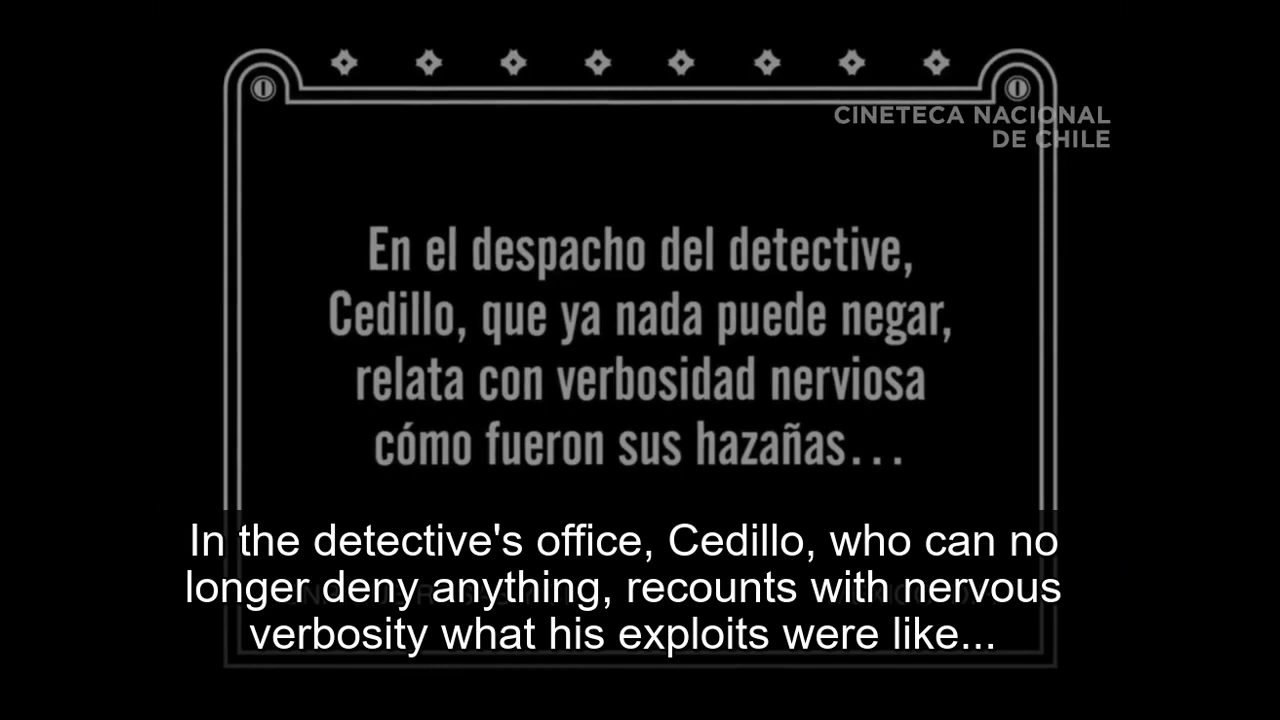 CINETECA NACIONAL
DE CHILE
En el despacho del detective,
Cedillo, que ya nada puede negar,
relata con verbosidad nerviosa
cómo fueron sus hazañas...
In the detective's office, Cedillo, who can no
longer deny anything, recounts with nervous
verbosity what his exploits were like...